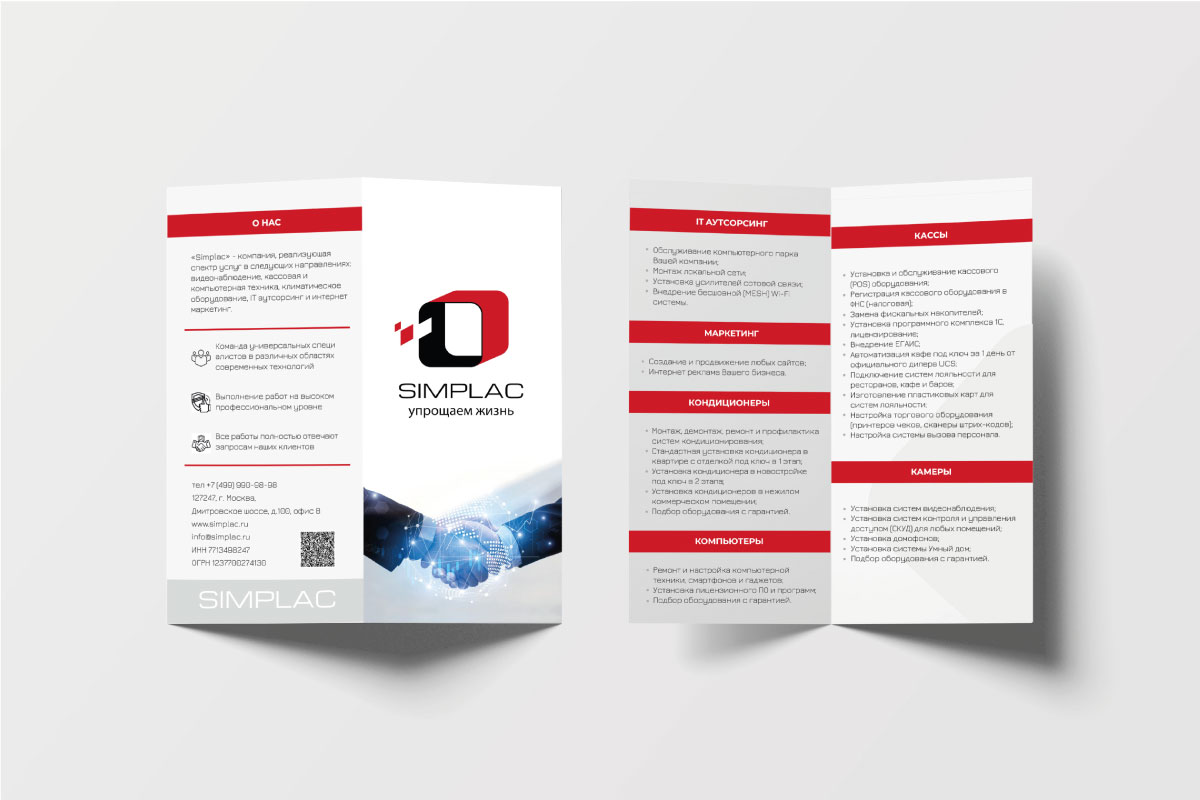 О НАС
«Simplac» - компания, реализующая
спектр услуг в следующих направлениях:
видеонаблюдение, кассовая и
компьютерная техника, климатическое
оборудование, IT аутсорсинг и интернет
маркетинг.
Команда универсальных специ
алистов в различных областях
современных технологий
Выполнение работ на высоком
профессиональном уровне
Все работы полностью отвечают
запросам наших клиентов
тел +7 (499) 990-98-98
127247, г. Москва,
Дмитровское шоссе, д.100, офис 8
www.simplac.ru
info@simplac.ru
ИНН 7713498247
ОГРН 1237700274130
SIMPLAC
SIMPLAC
упрощаем жизнь
IT АУТСОРСИНГ
• Обслуживание компьютерного парка
Вашей компании;
• Монтаж локальной сети;
• Установка усилителей сотовой связи;
• Внедрение бесшовной (MESH) Wi-Fi
системы.
МАРКЕТИНГ
• Создание и продвижение любых сайтов;
• Интернет реклама Вашего бизнеса.
КОНДИЦИОНЕРЫ
• Монтаж, демонтаж, ремонт и профилактика
систем кондиционирования;
• Стандартная установка кондиционера в
квартире с отделкой под ключ в 1 этап;
• Установка кондиционера в новостройке
под ключ в 2 этапа;
• Установка кондиционеров в нежилом
коммерческом помещении;
• Подбор оборудования с гарантией.
КОМПЬЮТЕРЫ
• Ремонт и настройка компьютерной
техники, смартфонов и гаджетов;
• Установка лицензионного ПО и программ;
• Подбор оборудования с гарантией.
КАССЫ
• Установка и обслуживание кассового
(POS) оборудования;
• Регистрация кассового оборудования в
ФНС (налоговая);
• Замена фискальных накопителей;
• Установка программного комплекса 1С,
лицензирование;
• Внедрение ЕГАИС;
• Автоматизация кафе под ключ за 1 день от
официального дилера UCS;
• Подключение систем лояльности для
ресторанов, кафе и баров;
• Изготовление пластиковых карт для
систем лояльности;
• Настройка торгового оборудования
(принтеров чеков, сканеры штрих-кодов);
• Настройка системы вызова персонала.
КАМЕРЫ
• Установка систем видеонаблюдения;
• Установка систем контроля и управления
доступом (СКУД) для любых помещений;
• Установка домофонов;
• Установка системы Умный дом;
• Подбор оборудования с гарантией.